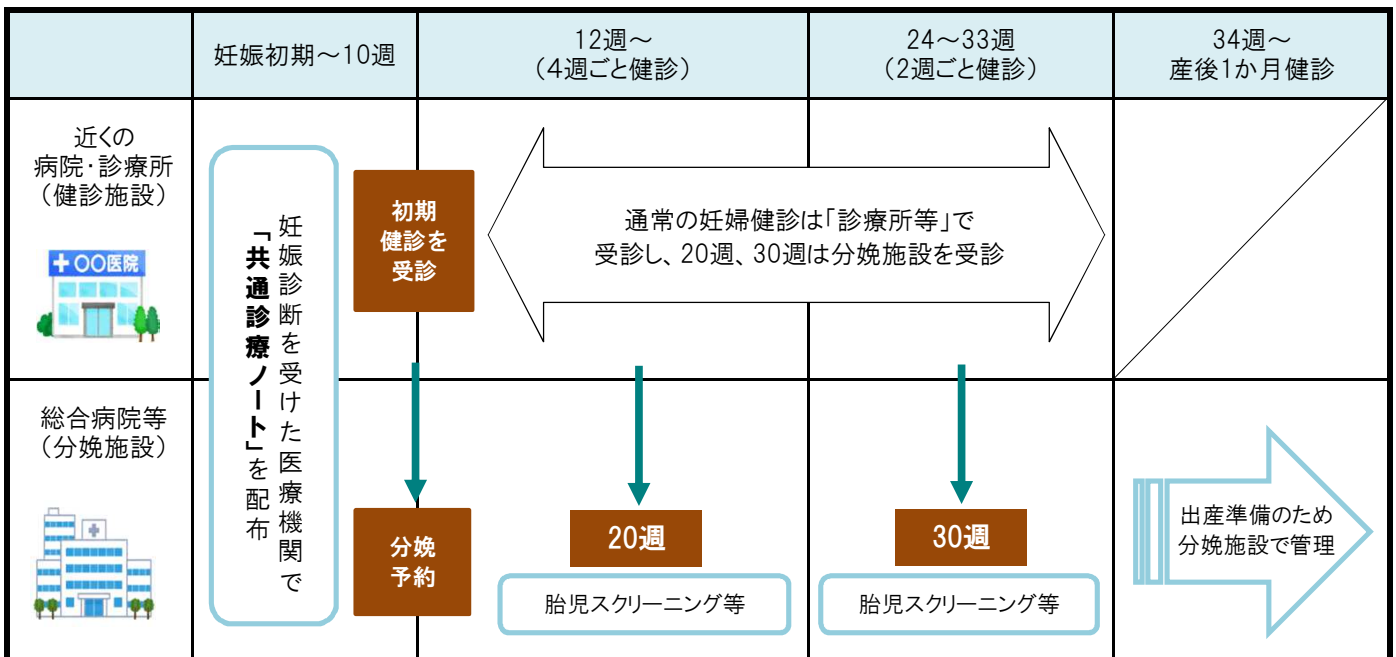 妊娠初期～10週
12週～
（4週ごと健診）
24～33週
（2週ごと健診）
34週～
産後1か月健診
近くの
病院・診療所
（健診施設）
〇〇医院
妊娠診断を受けた医療機関で
「共通診療ノート」を配布
初期
健診を
受診
通常の妊婦健診は「診療所等」で
受診し、20週、30週は分娩施設を受診
総合病院等
（分娩施設）
分娩
予約
20週
胎児スクリーニング等
30週
胎児スクリーニング等
出産準備のため
分娩施設で管理